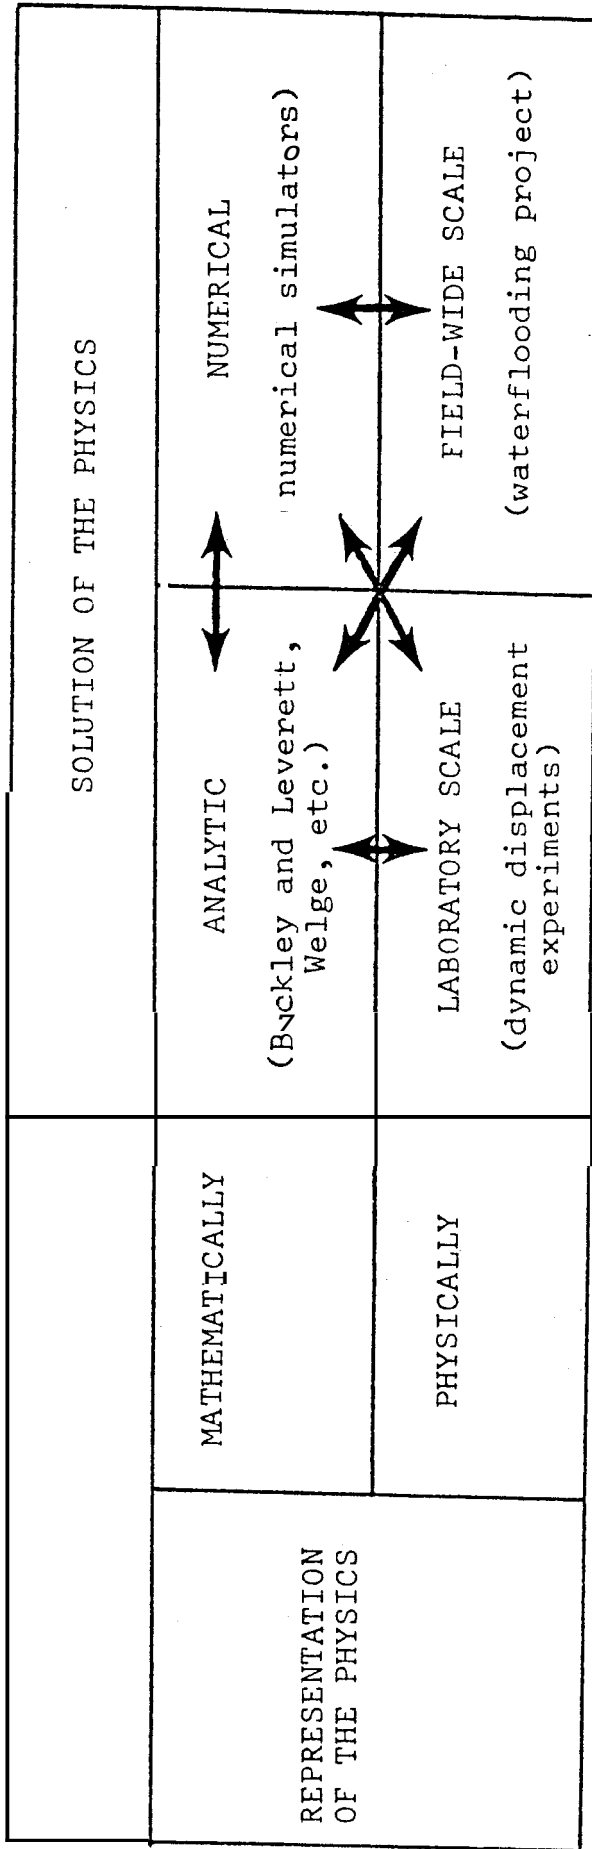 SOLUTION OF THE PHYSICS
REPRESENTATION
OF THE PHYSICS
MATHEMATICALLY
ANALYTIC
(Buckley and Leverett,
Welge, etc.)
NUMERICAL
numerical simulators)
PHYSICALLY
LABORATORY SCALE
(dynamic displacement
experiments)
FIELD-WIDE SCALE
(waterflooding project)